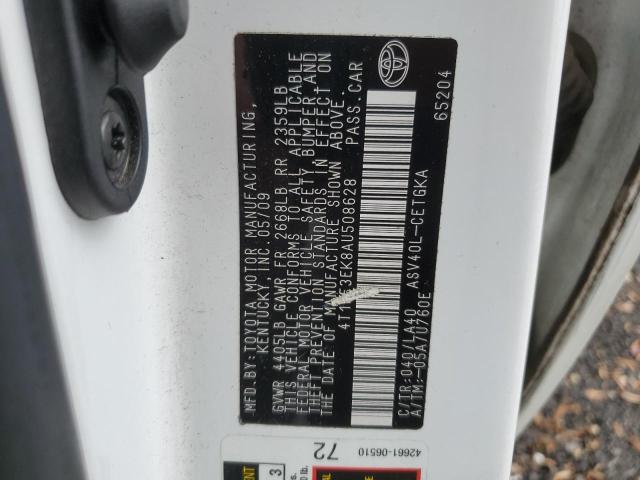 MFD.BY:TOYOTA MOTOR MANUFACTURING,
KENTUCKY, INC. 05/09
GVWR 4405LB GAWR FR 2668LB RR 2359LB
THIS VEHICLE CONFORMS TO ALL APPLICABLE
FEDERAL MOTOR VEHICLE SAFETY BUMPER AND
THEFT PREVENTION STANDARDS IN EFFECT ON
THE DATE OF MANUFACTURE SHOWN ABOVE.
PASS.CAR
C/TR:040/LA40 ASV40L-CETGKA
A/TM:-05A/U760E 65204
72
42661-06510
3